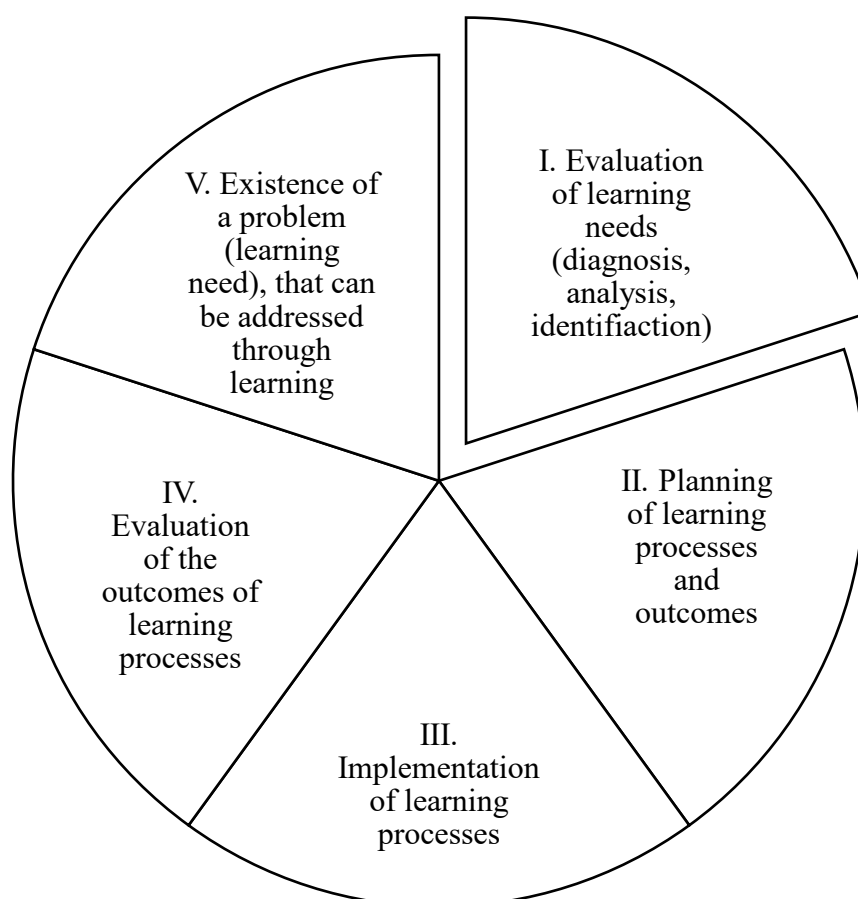 I. Evaluation
of learning
needs
(diagnosis,
analysis,
identifiaction)
II. Planning
of learning
processes
and
outcomes
III.
Implementation
of learning
processes
IV.
Evaluation
of the
outcomes of
learning
processes
V. Existence of
a problem
(learning
need), that can
be addressed
through
learning